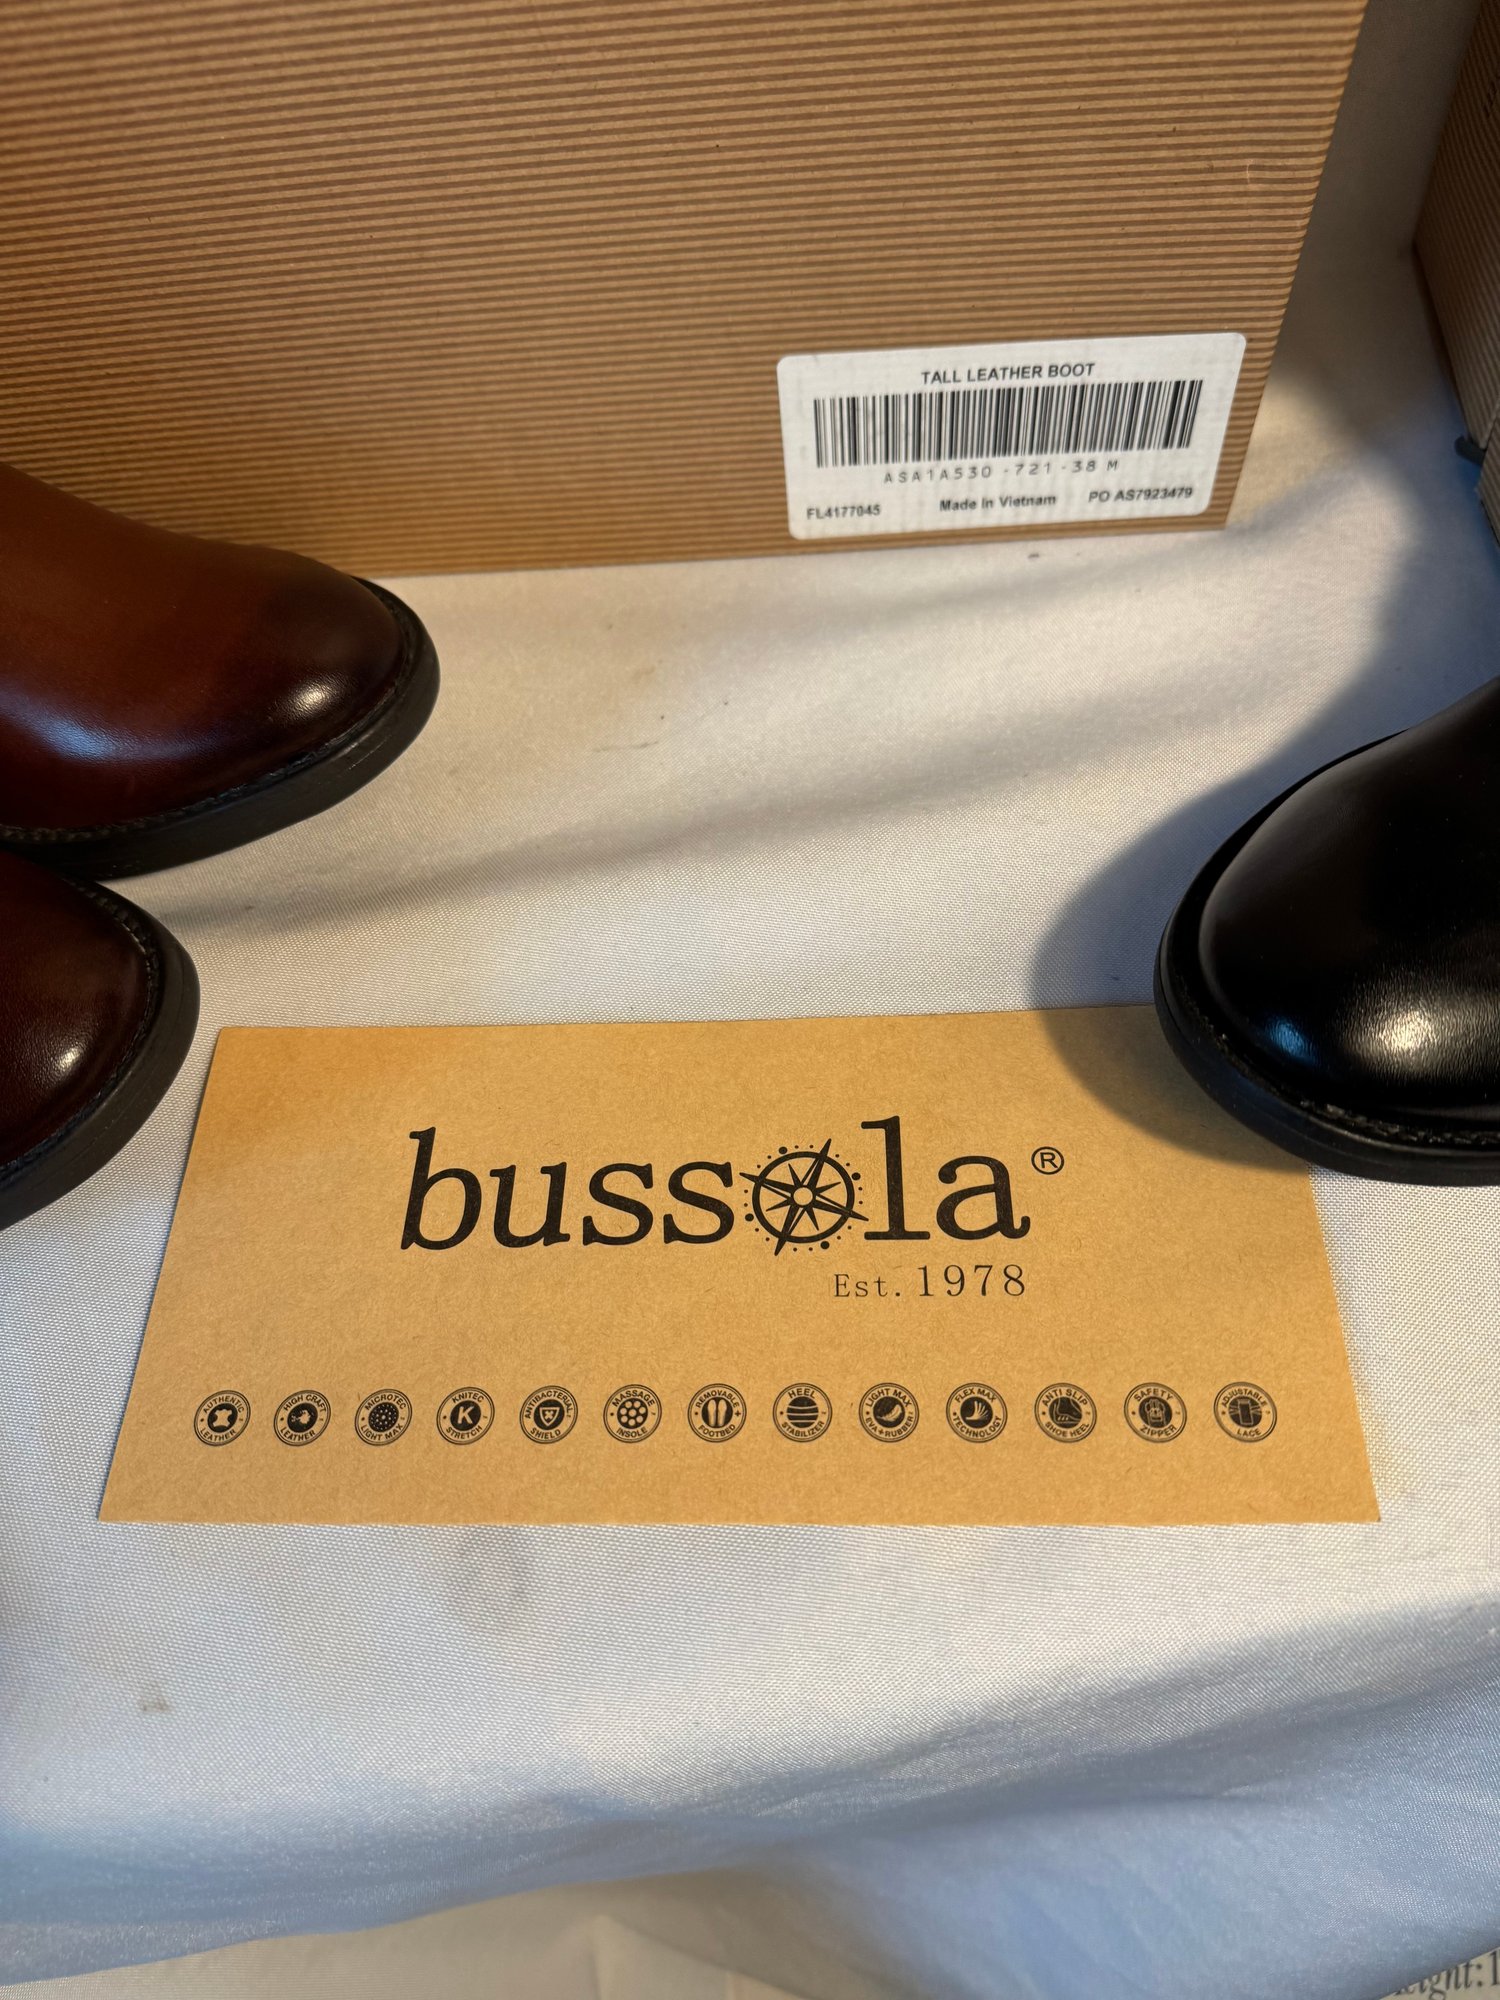 TALL LEATHER BOOT
ASA1A530-721-38 M
FL4177045 Made in Vietnam PO AS7923479
bussola®
Est. 1978
AUTHENTIC LEATHER
HIGH CRAFT LEATHER
MICROTEC LIGHT MAX
KNITEC K STRETCH
ANTIBACTERIAL SHIELD
MASSAGE INSOLE
REMOVABLE FOOTBED
HEEL STABILIZER
LIGHT MAX EVA+RUBBER
FLEX MAX TECHNOLOGY
ANTI SLIP SHOE HEEL
SAFETY ZIPPER
ADJUSTABLE LACE